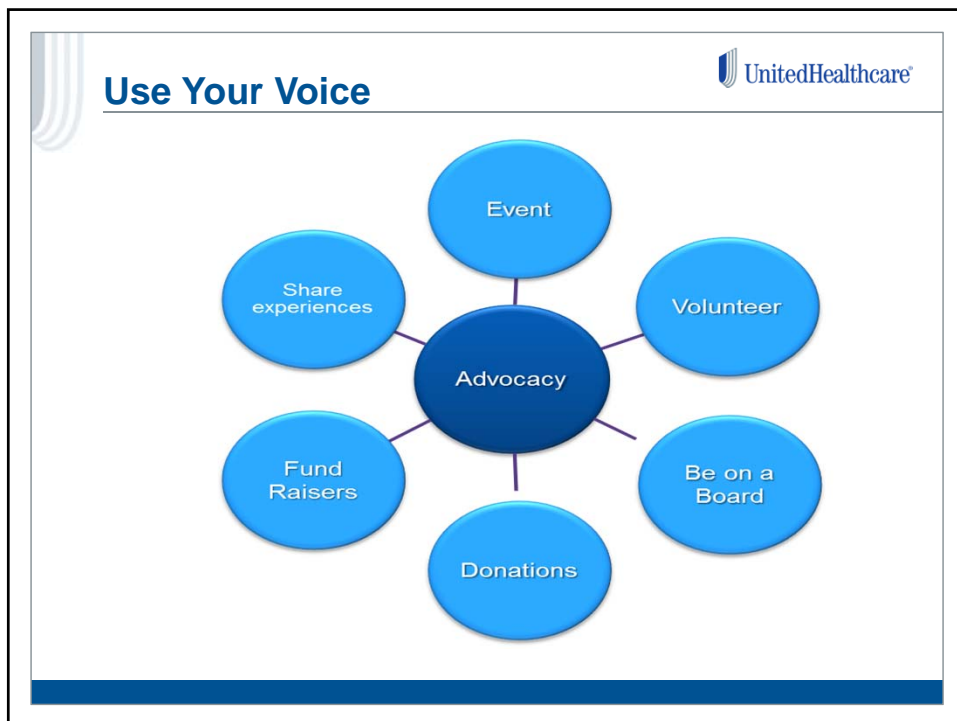 Use Your Voice
UnitedHealthcare®
Event
Share
experiences
Volunteer
Advocacy
Fund
Raisers
Be on a
Board
Donations